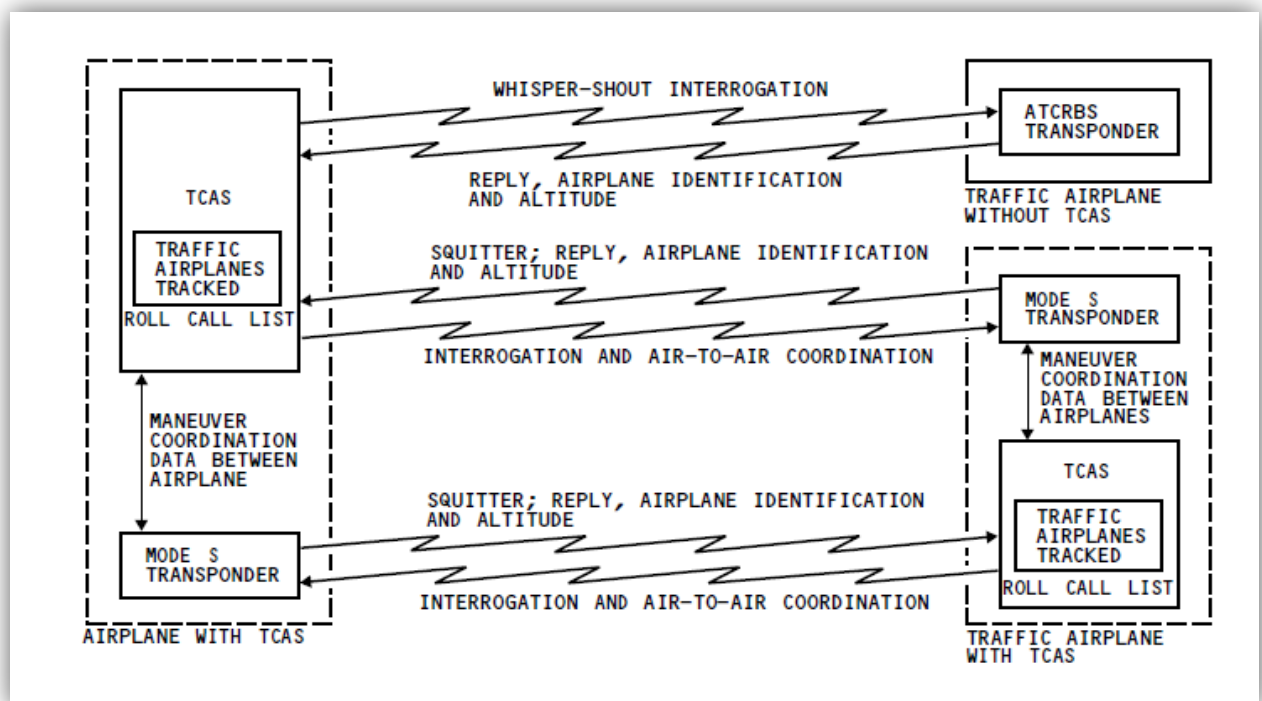 WHISPER-SHOUT INTERROGATION
ATCRBS
TRANSPONDER
TCAS
REPLY, AIRPLANE IDENTIFICATION
AND ALTITUDE
TRAFFIC AIRPLANE
WITHOUT TCAS
TRAFFIC
AIRPLANES
TRACKED
ROLL CALL LIST
SQUITTER; REPLY, AIRPLANE IDENTIFICATION
AND ALTITUDE
MODE S
TRANSPONDER
INTERROGATION AND AIR-TO-AIR COORDINATION
MANEUVER
COORDINATION
DATA BETWEEN
AIRPLANES
MANEUVER
COORDINATION
DATA BETWEEN
AIRPLANE
TCAS
SQUITTER; REPLY, AIRPLANE IDENTIFICATION
AND ALTITUDE
TRAFFIC
AIRPLANES
TRACKED
ROLL CALL LIST
MODE S
TRANSPONDER
INTERROGATION AND AIR-TO-AIR COORDINATION
AIRPLANE WITH TCAS
TRAFFIC AIRPLANE
WITH TCAS